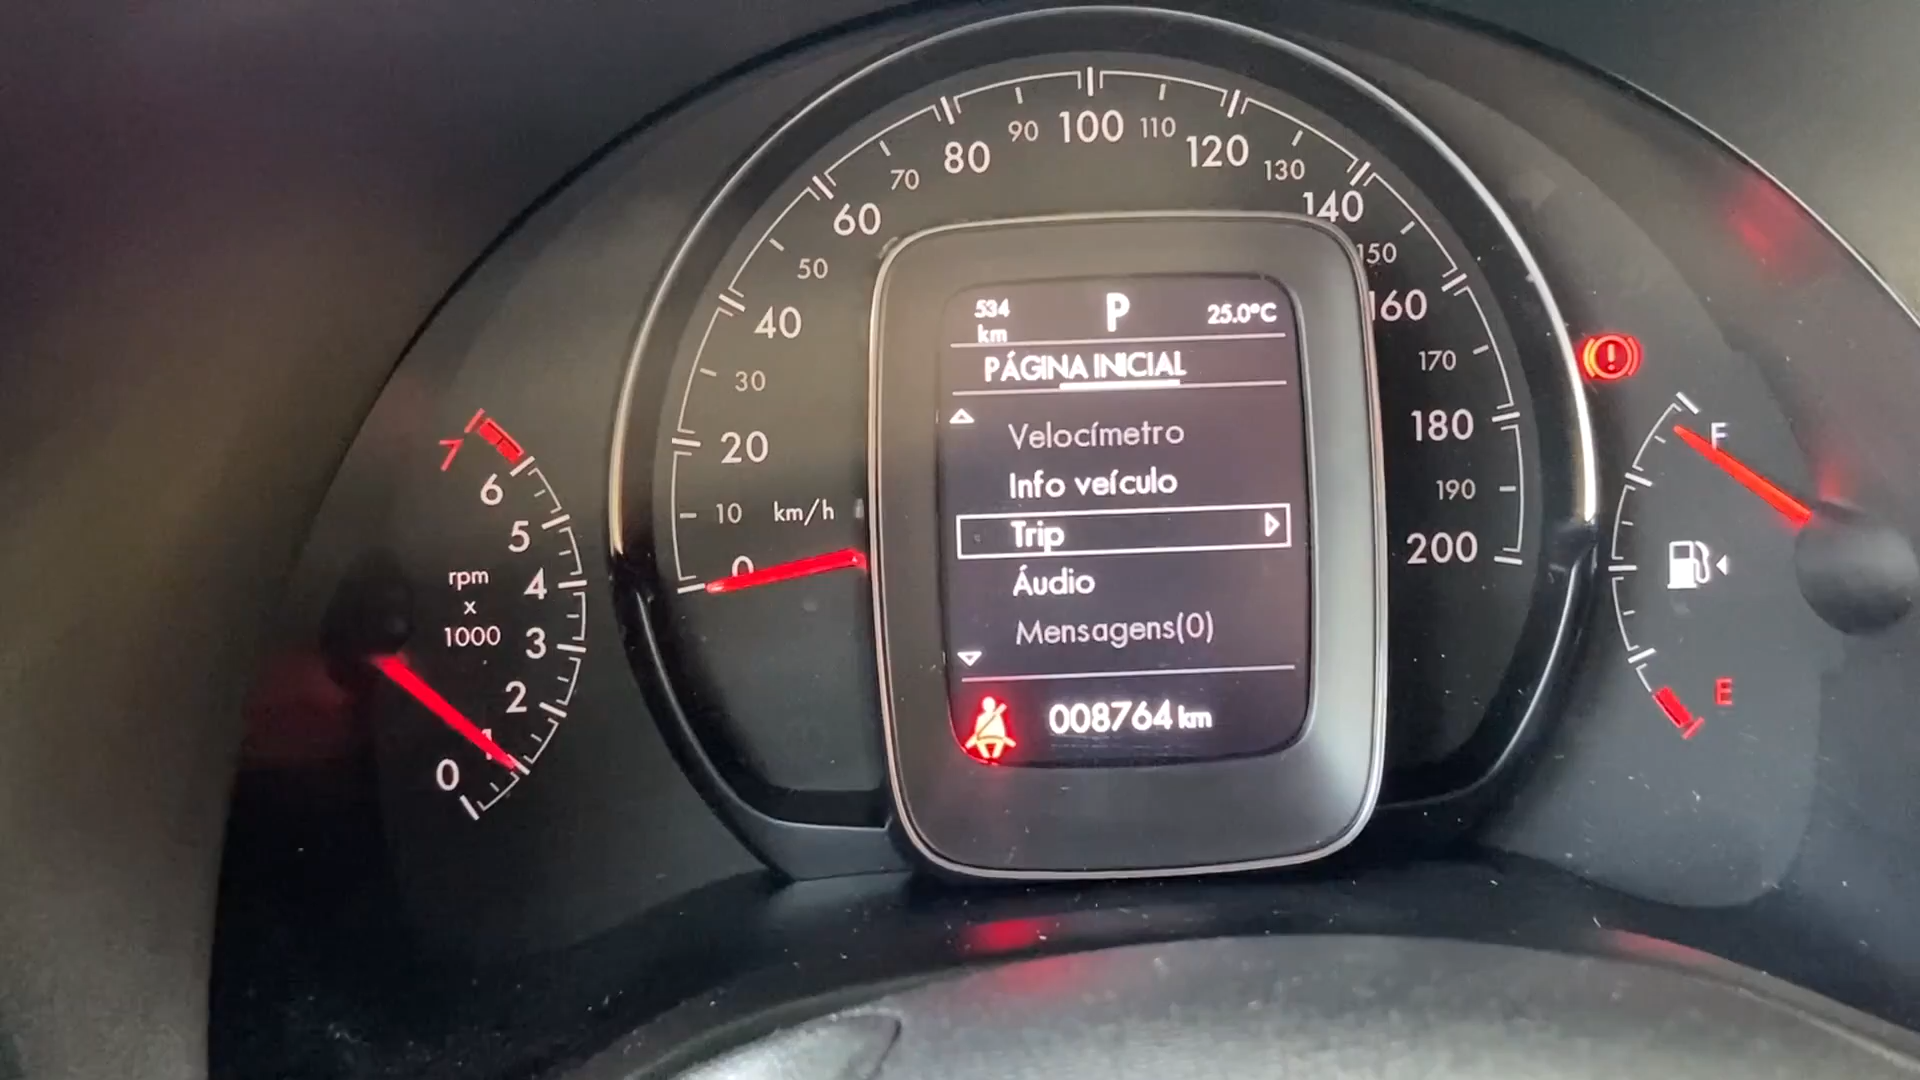 534 km
P
25.0°C
PÁGINA INICIAL
Velocímetro
Info veículo
Trip
Áudio
Mensagens(0)
008764 km
0
10
20
30
40
50
60
70
80
90
100
110
120
130
140
150
160
170
180
190
200
km/h
7
6
5
4
3
2
1
0
rpm
x
1000
F
E